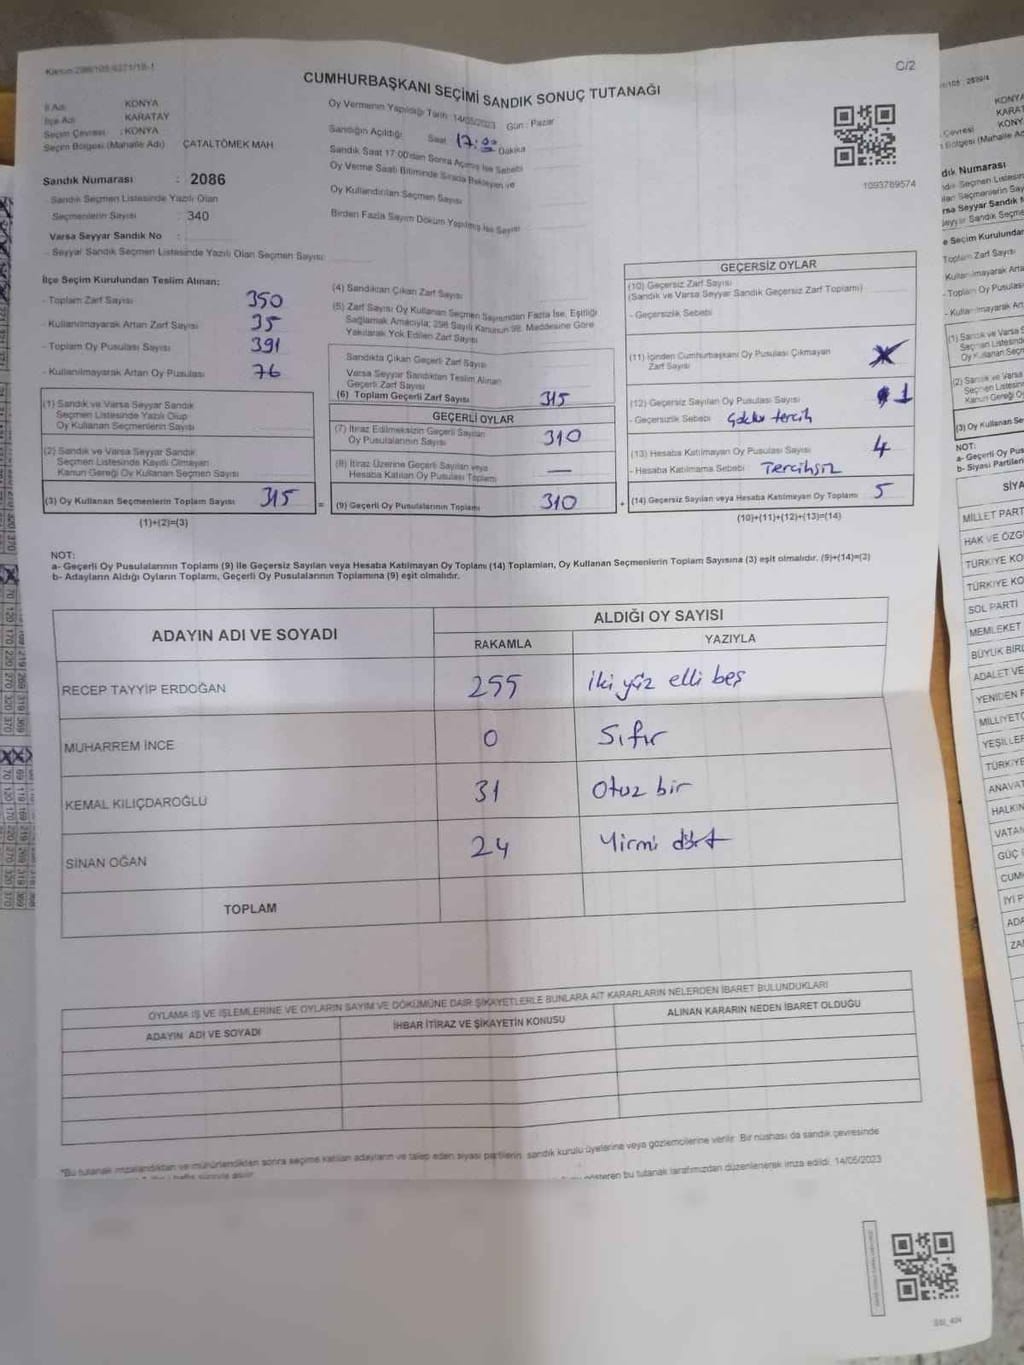 C/2
CUMHURBAŞKANI SEÇİMİ SANDIK SONUÇ TUTANAĞI
İl Adı : KONYA
İlçe Adı : KARATAY
Seçim Çevresi : KONYA
Seçim Bölgesi (Mahalle Adı) ÇATALTÖMEK MAH.
Sandık Numarası : 2086
Sandık Seçmen Listesinde Yazılı Olan
Seçmenlerin Sayısı : 340
Varsa Seyyar Sandık No :
- Seyyar Sandık Seçmen Listesinde Yazılı Olan Seçmen Sayısı:
Oy Vermenin Yapıldığı Tarih : 14/05/2023 Gün : Pazar
Sandığın Açıldığı Saat 17:00 Dakika
Sandık Saat 17:00'dan Sonra Açılmış İse Sebebi
Oy Verme Saati Bitiminde Sırada Bekleyen ve
Oy Kullandırılan Seçmen Sayısı
Birden Fazla Sayım Döküm Yapılmış İse Sayısı
1093789574
İlçe Seçim Kurulundan Teslim Alınan:
- Toplam Zarf Sayısı 350
- Kullanılmayarak Artan Zarf Sayısı 35
- Toplam Oy Pusulası Sayısı 391
- Kullanılmayarak Artan Oy Pusulası 76
(1) Sandık ve Varsa Seyyar Sandık
Seçmen Listesinde Yazılı Olup
Oy Kullanan Seçmenlerin Sayısı
(2) Sandık ve Varsa Seyyar Sandık
Seçmen Listesinde Kayıtlı Olmayan
Kanun Gereği Oy Kullanan Seçmen Sayısı
(3) Oy Kullanan Seçmenlerin Toplam Sayısı 315 =
(1)+(2)=(3)
(4) Sandıktan Çıkan Zarf Sayısı
(5) Zarf Sayısı Oy Kullanan Seçmen Sayısından Fazla İse, Eşitliği
Sağlamak Amacıyla; 298 Sayılı Kanunun 98. Maddesine Göre
Yakılarak Yok Edilen Zarf Sayısı
Sandıkta Çıkan Geçerli Zarf Sayısı
Varsa Seyyar Sandıktan Teslim Alınan
Geçerli Zarf Sayısı
(6) Toplam Geçerli Zarf Sayısı 315
GEÇERLİ OYLAR
(7) İtiraz Edilmeksizin Geçerli Sayılan
Oy Pusulalarının Sayısı 310
(8) İtiraz Üzerine Geçerli Sayılan veya
Hesaba Katılan Oy Pusulası Toplamı —
(9) Geçerli Oy Pusulalarının Toplamı 310 +
GEÇERSİZ OYLAR
(10) Geçersiz Zarf Sayısı
(Sandık ve Varsa Seyyar Sandık Geçersiz Zarf Toplamı)
- Geçersizlik Sebebi
(11) İçinden Cumhurbaşkanı Oy Pusulası Çıkmayan
Zarf Sayısı
(12) Geçersiz Sayılan Oy Pusulası Sayısı 1
- Geçersizlik Sebebi Çoklu tercih
(13) Hesaba Katılmayan Oy Pusulası Sayısı 4
- Hesaba Katılmama Sebebi Tercihsiz
(14) Geçersiz Sayılan veya Hesaba Katılmayan Oy Toplamı 5
(10)+(11)+(12)+(13)=(14)
NOT:
a- Geçerli Oy Pusulalarının Toplamı (9) ile Geçersiz Sayılan veya Hesaba Katılmayan Oy Toplamı (14) Toplamları, Oy Kullanan Seçmenlerin Toplam Sayısına (3) eşit olmalıdır. (9)+(14)=(3)
b- Adayların Aldığı Oyların Toplamı, Geçerli Oy Pusulalarının Toplamına (9) eşit olmalıdır.
ADAYIN ADI VE SOYADI
ALDIĞI OY SAYISI
RAKAMLA YAZIYLA
RECEP TAYYİP ERDOĞAN 255 iki yüz elli beş
MUHARREM İNCE 0 Sıfır
KEMAL KILIÇDAROĞLU 31 Otuz bir
SİNAN OĞAN 24 Yirmi dört
TOPLAM
OYLAMA İŞ VE İŞLEMLERİNE VE OYLARIN SAYIM VE DÖKÜMÜNE DAİR ŞİKAYETLERLE BUNLARA AİT KARARLARIN NELERDEN İBARET BULUNDUKLARI
ADAYIN ADI VE SOYADI İHBAR İTİRAZ VE ŞİKAYETİN KONUSU ALINAN KARARIN NEDEN İBARET OLDUĞU
*Bu tutanak imzalandıktan ve mühürlendikten sonra seçime katılan adayların ve talep eden siyasi partilerin sandık kurulu üyelerine veya gözlemcilerine verilir. Bir nüshası da sandık çevresinde
gösteren bu tutanak tarafımızdan düzenlenerek imza edildi. 14/05/2023
KONYA
Sandık Numarası
NOT:
MİLLET PART
SOL PARTİ
MEMLEKET
ADALET VE
YENİDEN